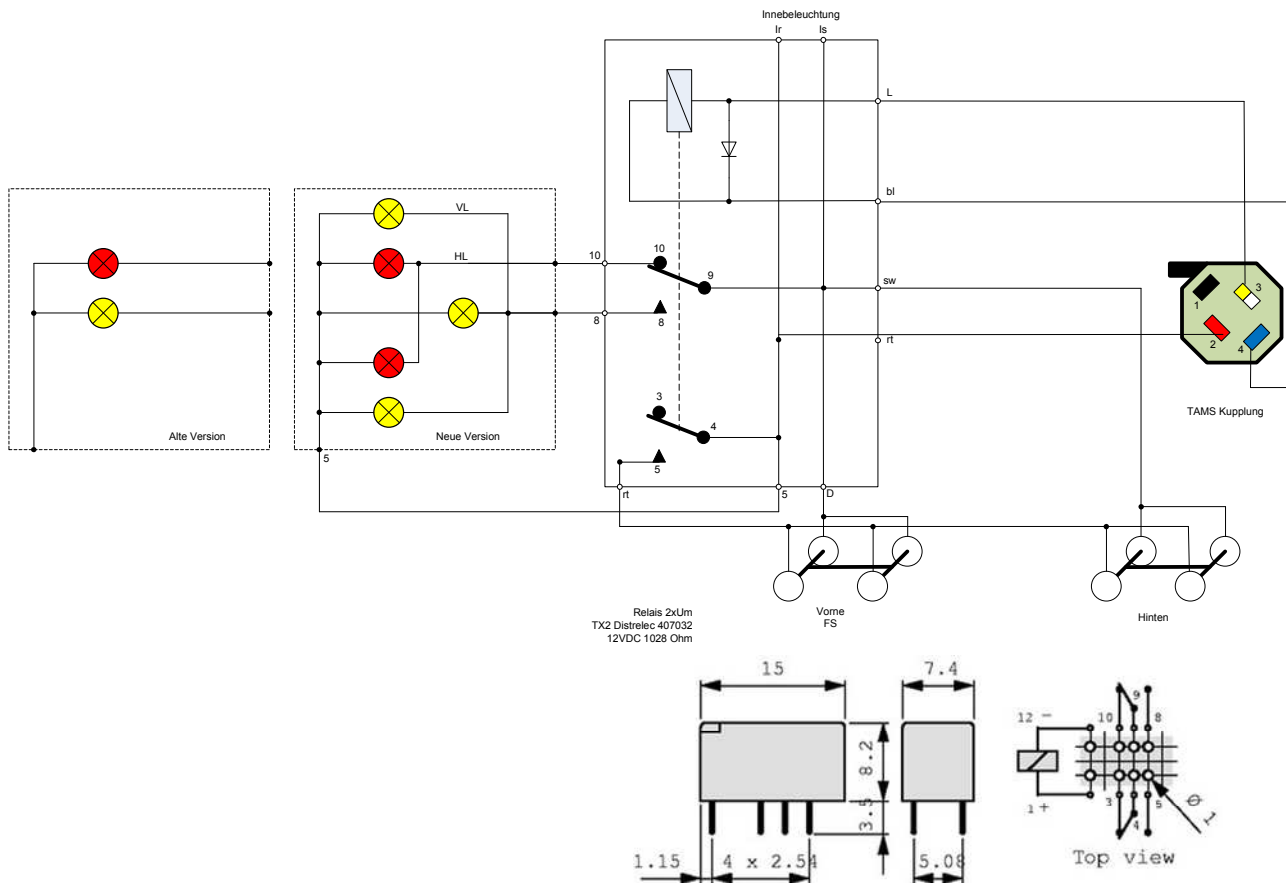 Innebeleuchtung
Ir Is
L
bl
VL
HL
10
10
9
sw
8
8
rt
3
4
5
rt
5
D
Alte Version
Neue Version
5
1
3
2
4
TAMS Kupplung
Relais 2xUm
TX2 Distrelec 407032
12VDC 1028 Ohm
Vorne
FS
Hinten
15
7.4
8.2
3.5
1.15
4 x 2.54
5.08
9
12 -
10
8
1 +
3
5
4
Ø 1
Top view